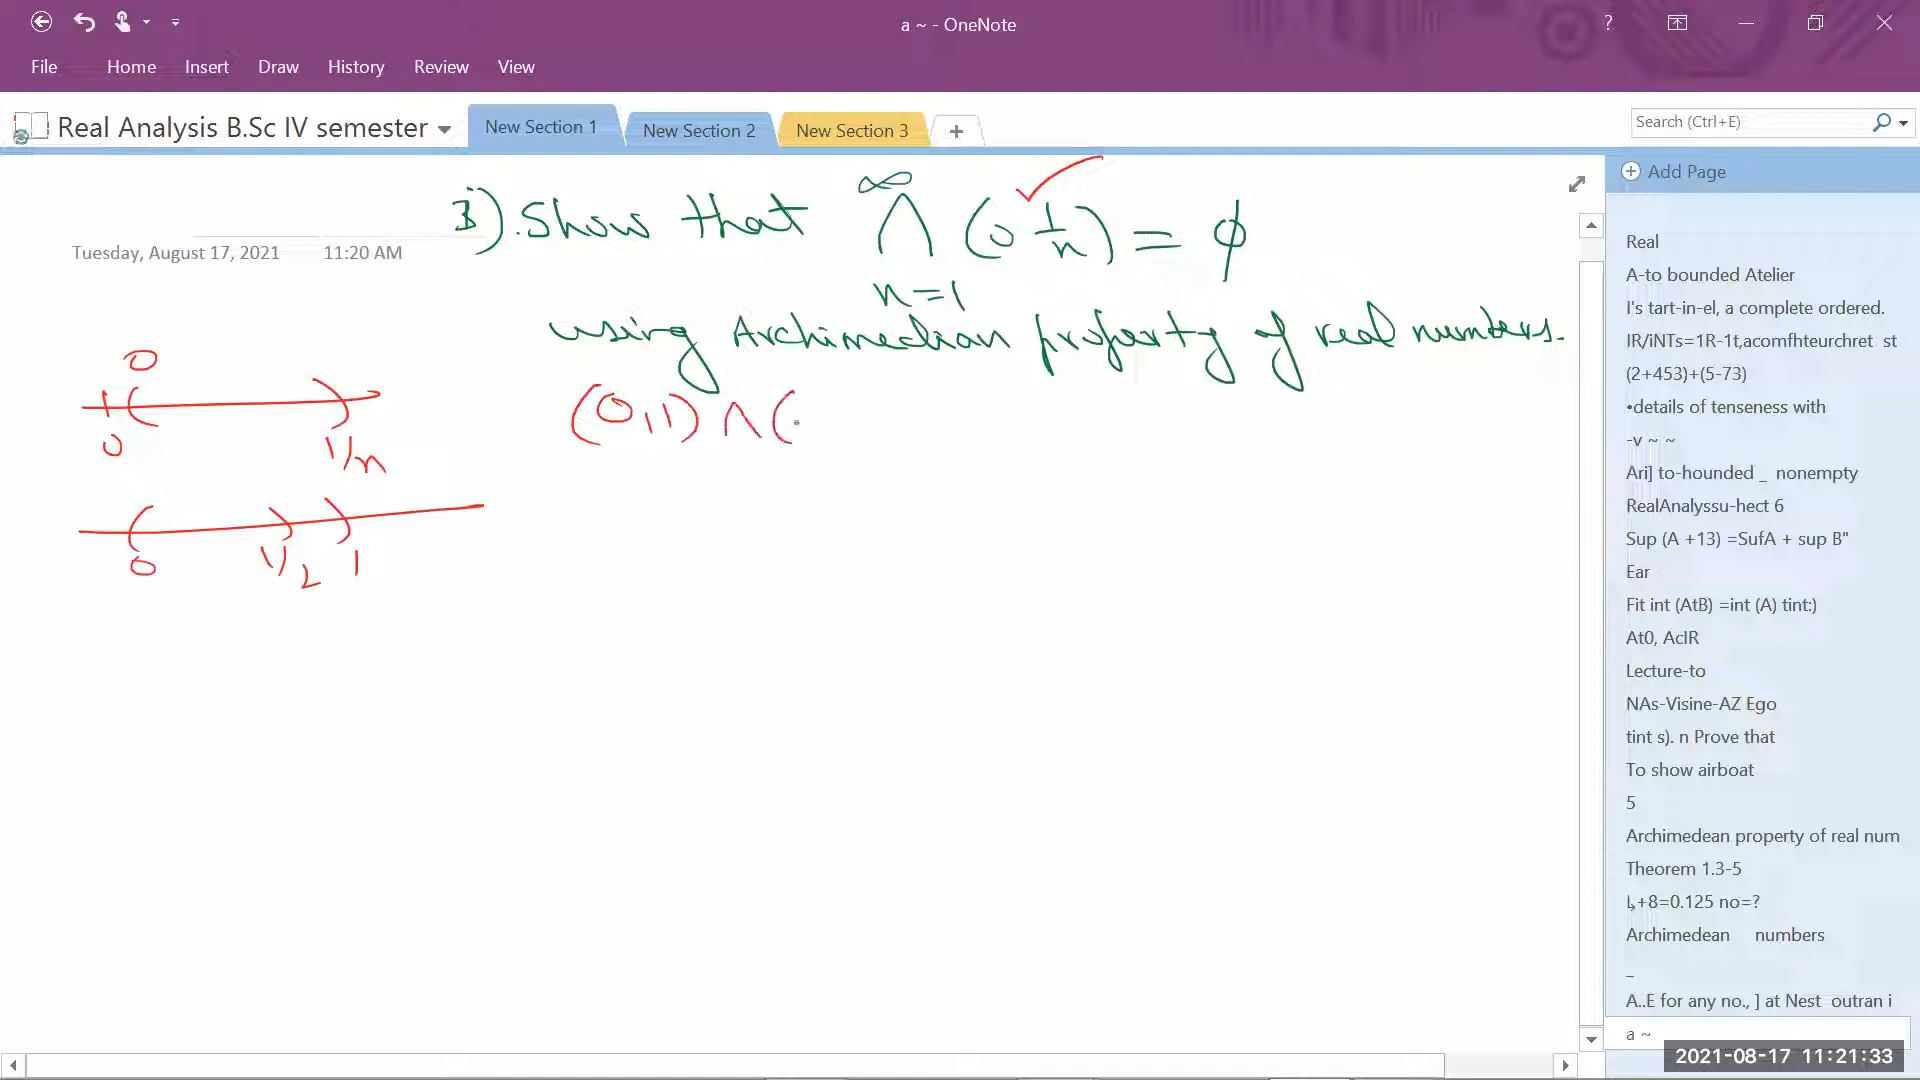 a ~ - OneNote
?
File Home Insert Draw History Review View
Real Analysis B.Sc IV semester
New Section 1
New Section 2
New Section 3
+
Search (Ctrl+E)
Tuesday, August 17, 2021 11:20 AM
3). Show that ∞ ∩ n=1 (0 1/n) = ϕ
using Archimedian property of real numbers.
(0,1) ∩ (
0
0 1/n
0 1/2 1
Add Page
Real
A-to bounded Atelier
I's tart-in-el, a complete ordered.
IR/iNTs=1R-1t,acomfhteurchret st
(2+453)+(5-73)
•details of tenseness with
-v ~ ~
Ari] to-hounded _ nonempty
RealAnalyssu-hect 6
Sup (A +13) =SufA + sup B"
Ear
Fit int (AtB) =int (A) tint:)
At0, AcIR
Lecture-to
NAs-Visine-AZ Ego
tint s). n Prove that
To show airboat
5
Archimedean property of real num
Theorem 1.3-5
+8=0.125 no=?
Archimedean numbers
_
A..E for any no., ] at Nest outran i
a ~
2021-08-17 11:21:33